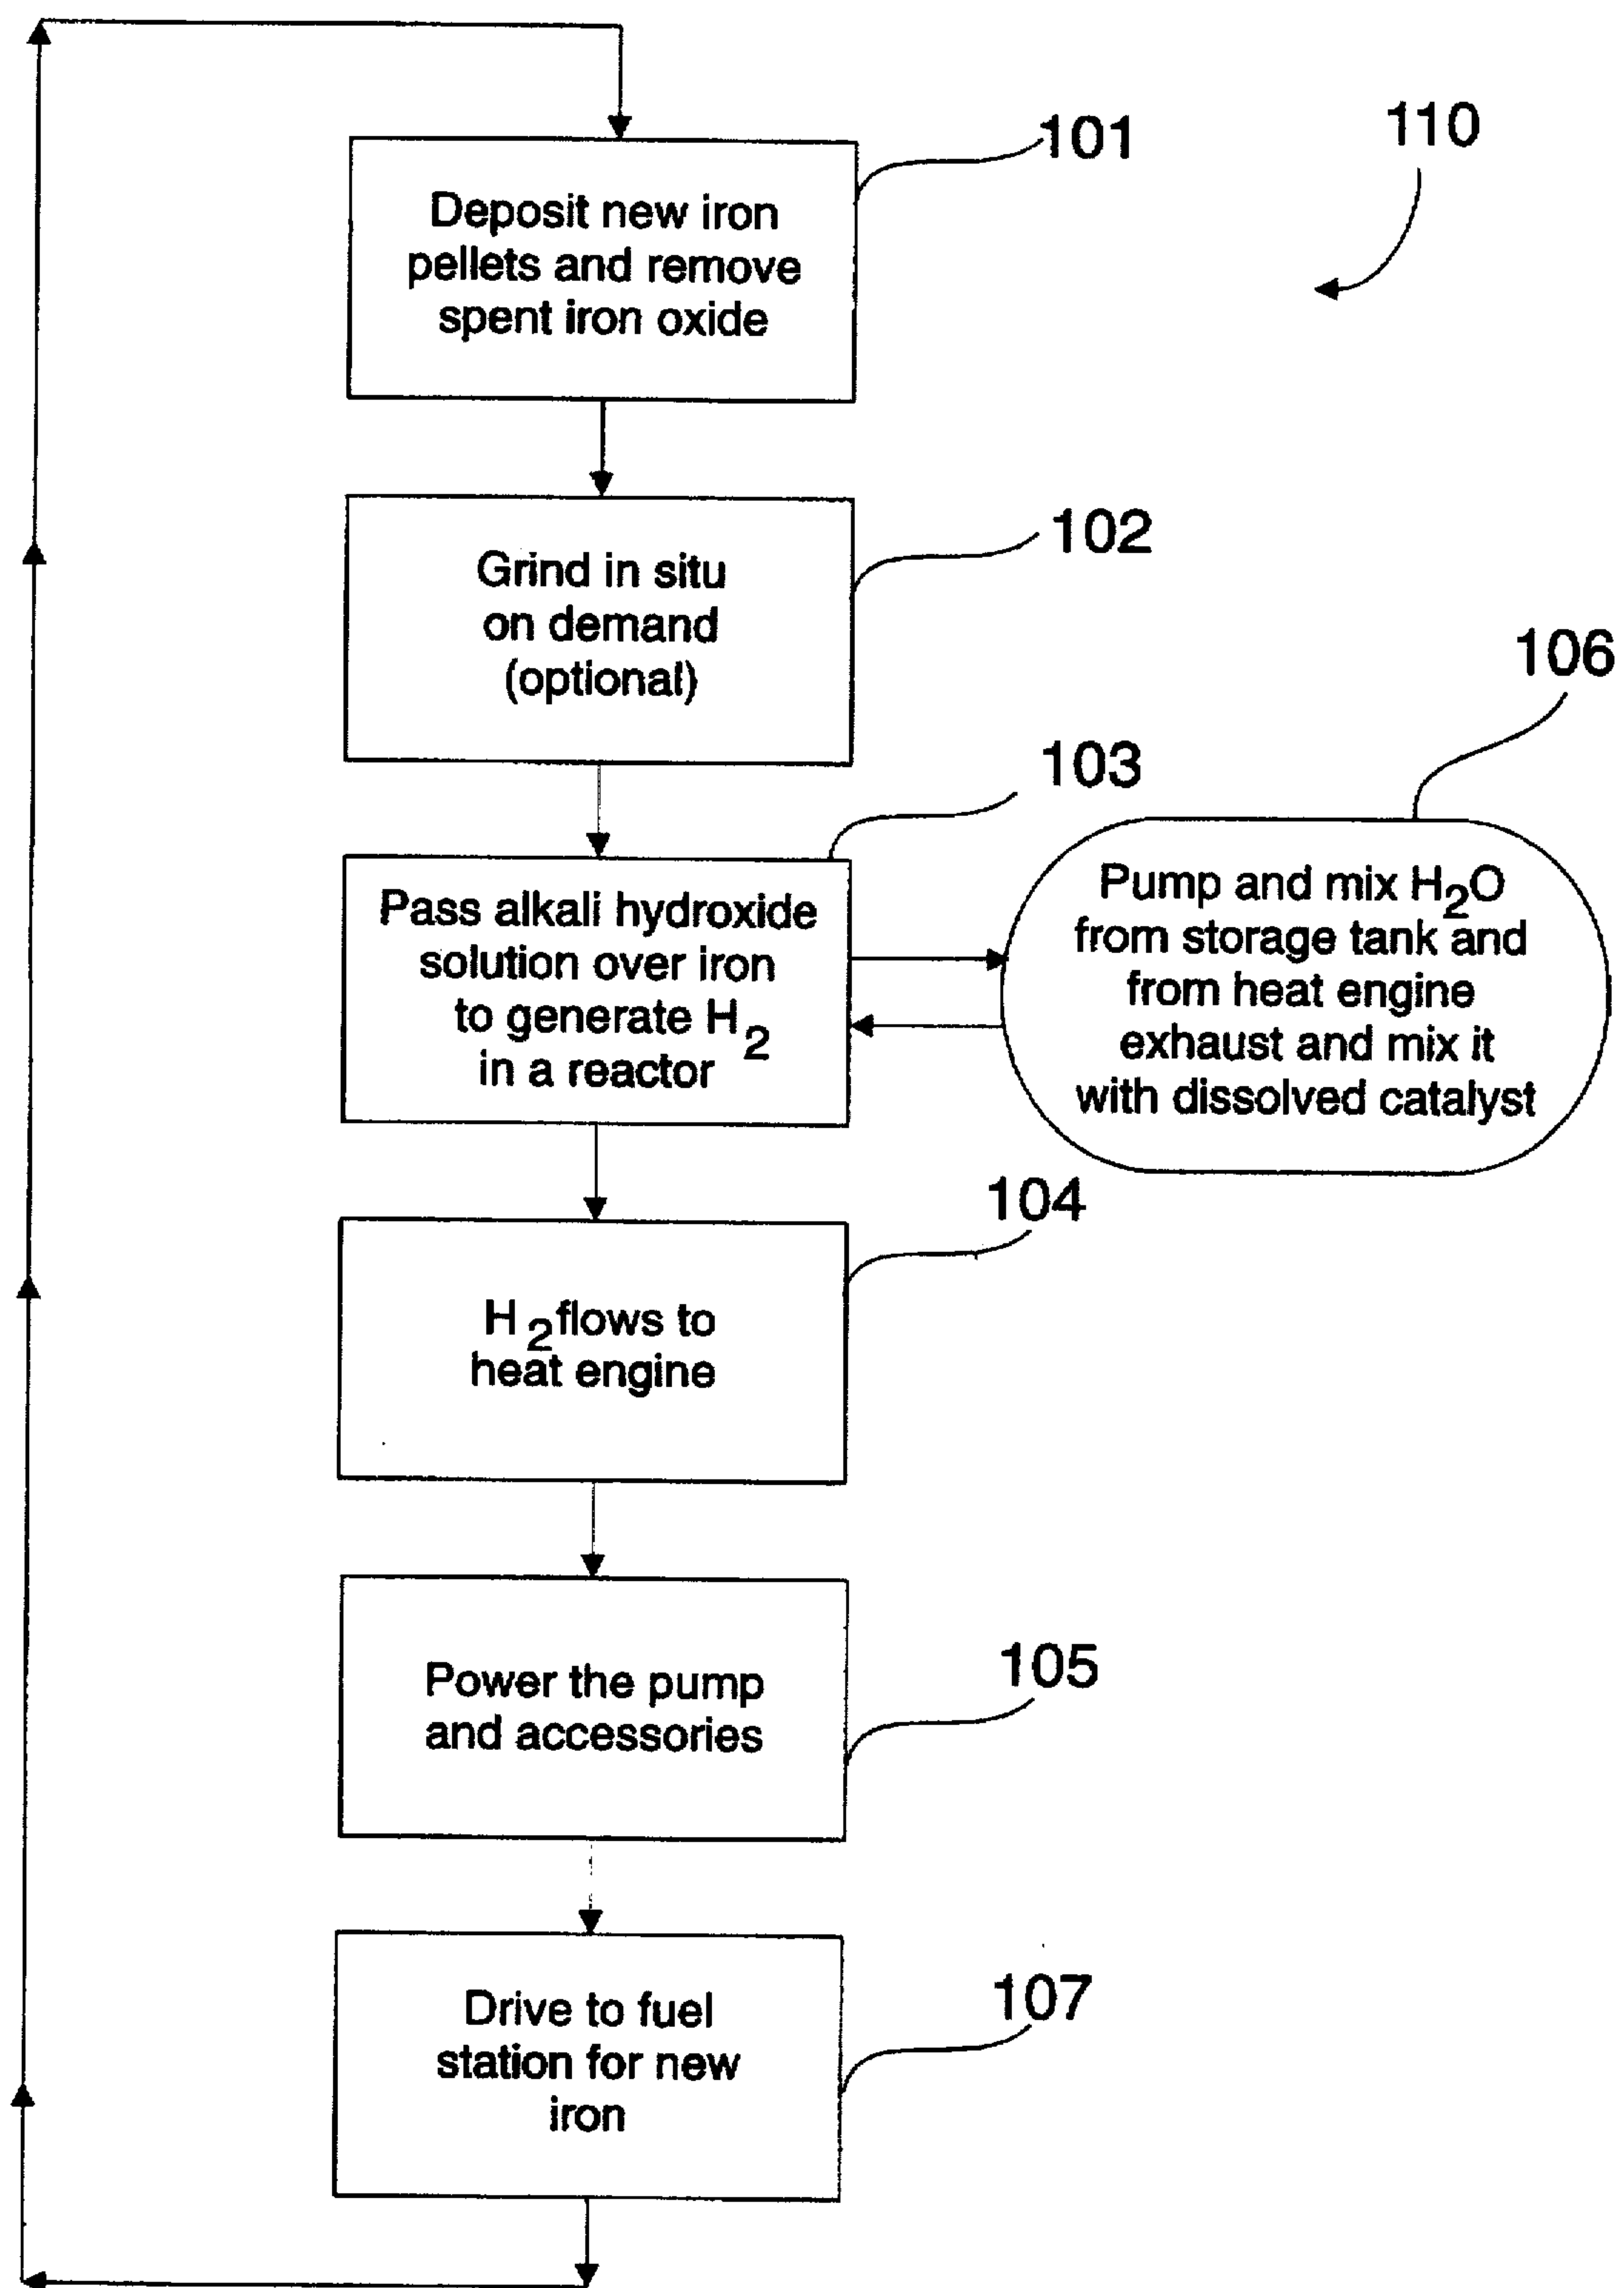 110
101
Deposit new iron
pellets and remove
spent iron oxide
102
Grind in situ
on demand
(optional)
103
Pass alkali hydroxide
solution over iron
to generate H2
in a reactor
106
Pump and mix H2O
from storage tank and
from heat engine
exhaust and mix it
with dissolved catalyst
104
H2 flows to
heat engine
105
Power the pump
and accessories
107
Drive to fuel
station for new
iron